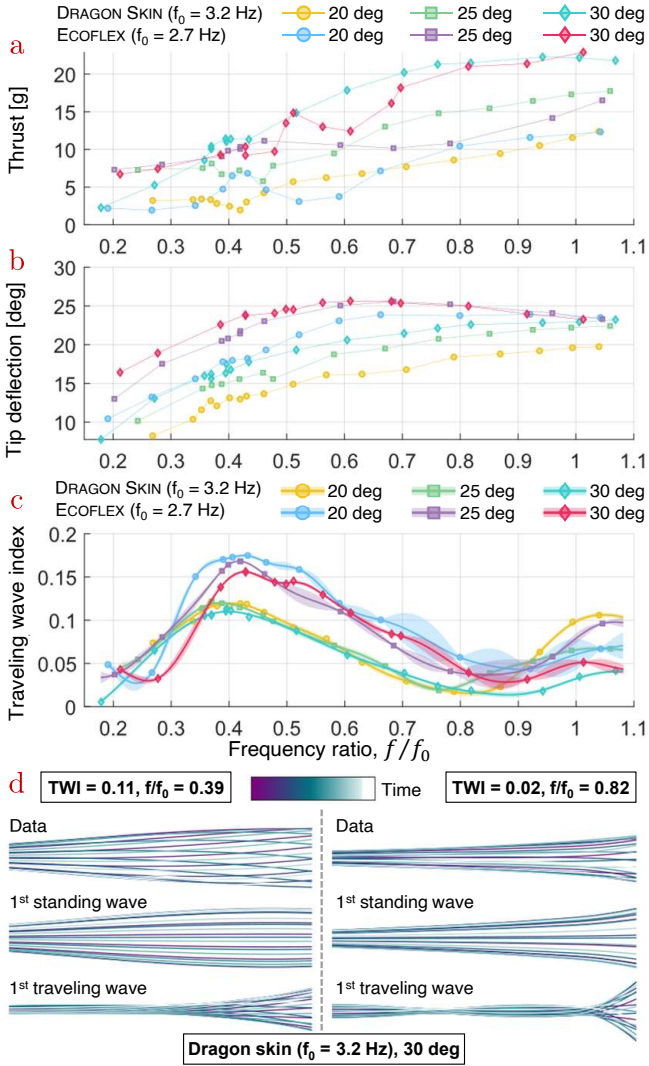 DRAGON SKIN (f0 = 3.2 Hz) 20 deg 25 deg 30 deg
ECOFLEX (f0 = 2.7 Hz) 20 deg 25 deg 30 deg
a
Thrust [g]
20
15
10
5
0
0.2 0.3 0.4 0.5 0.6 0.7 0.8 0.9 1 1.1
b
Tip deflection [deg]
30
25
20
15
10
0.2 0.3 0.4 0.5 0.6 0.7 0.8 0.9 1 1.1
DRAGON SKIN (f0 = 3.2 Hz) 20 deg 25 deg 30 deg
ECOFLEX (f0 = 2.7 Hz) 20 deg 25 deg 30 deg
c
Traveling wave index
0.2
0.15
0.1
0.05
0
0.2 0.3 0.4 0.5 0.6 0.7 0.8 0.9 1 1.1
Frequency ratio, f/f0
d
TWI = 0.11, f/f0 = 0.39 Time TWI = 0.02, f/f0 = 0.82
Data Data
1st standing wave 1st standing wave
1st traveling wave 1st traveling wave
Dragon skin (f0 = 3.2 Hz), 30 deg